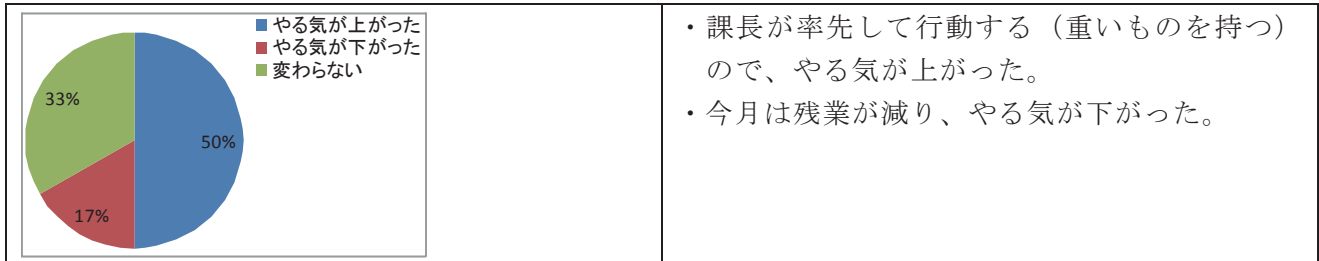 やる気が上がった
やる気が下がった
変わらない
33%
50%
17%
・課長が率先して行動する（重いものを持つ）
ので、やる気が上がった。
・今月は残業が減り、やる気が下がった。